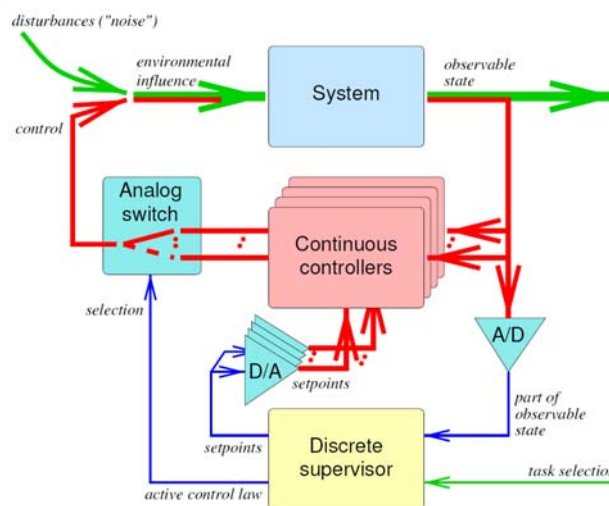 disturbances ("noise")
environmental
influence
System
observable
state
control
Analog
switch
Continuous
controllers
selection
D/A
setpoints
A/D
part of
observable
state
setpoints
Discrete
supervisor
active control law
task selection